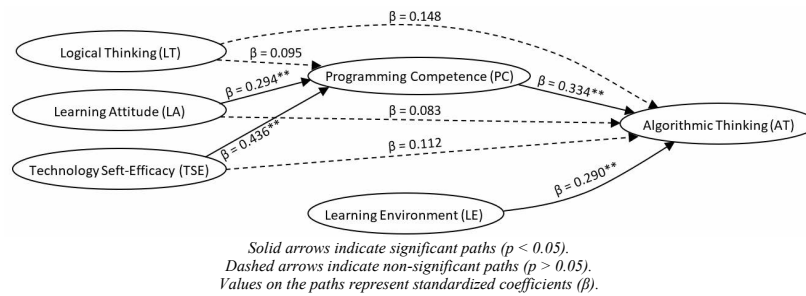 β = 0.148
Logical Thinking (LT)
β = 0.095
β = 0.294**
Programming Competence (PC)
β = 0.334**
Learning Attitude (LA)
β = 0.083
Algorithmic Thinking (AT)
β = 0.436**
β = 0.112
Technology Seft-Efficacy (TSE)
β = 0.290**
Learning Environment (LE)
Solid arrows indicate significant paths (p < 0.05).
Dashed arrows indicate non-significant paths (p > 0.05).
Values on the paths represent standardized coefficients (β).